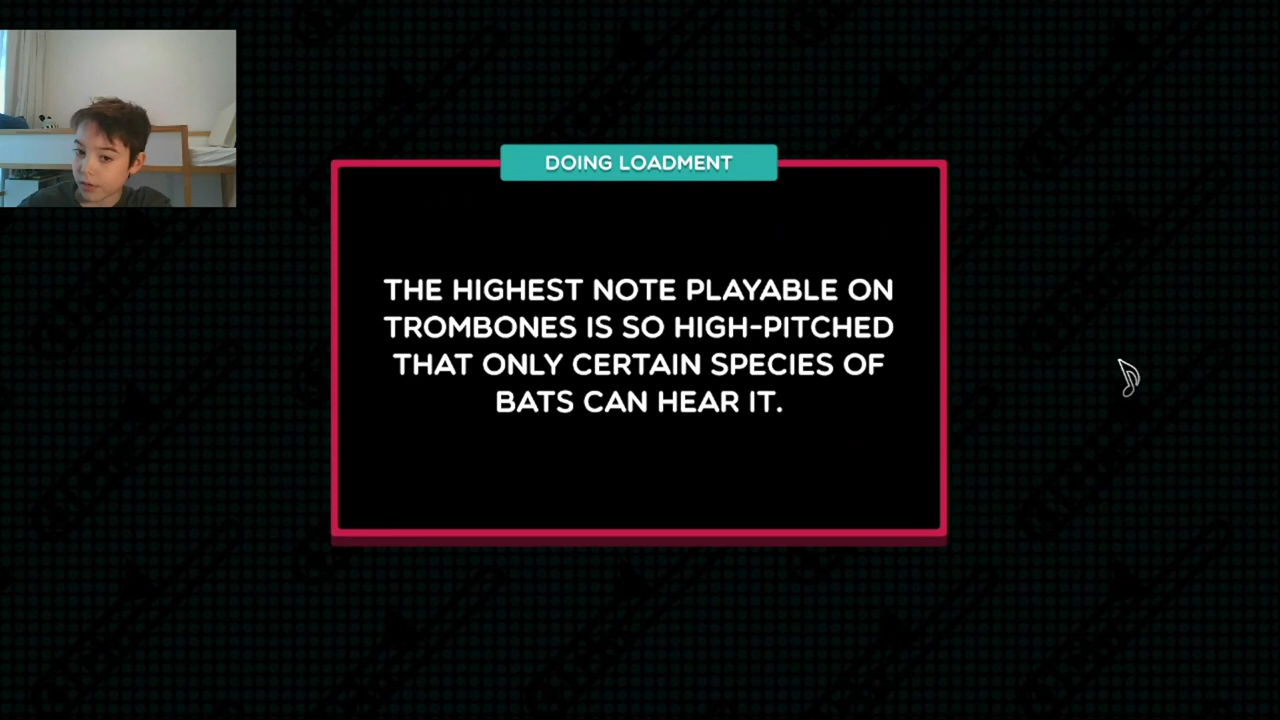 DOING LOADMENT
THE HIGHEST NOTE PLAYABLE ON
TROMBONES IS SO HIGH-PITCHED
THAT ONLY CERTAIN SPECIES OF
BATS CAN HEAR IT.